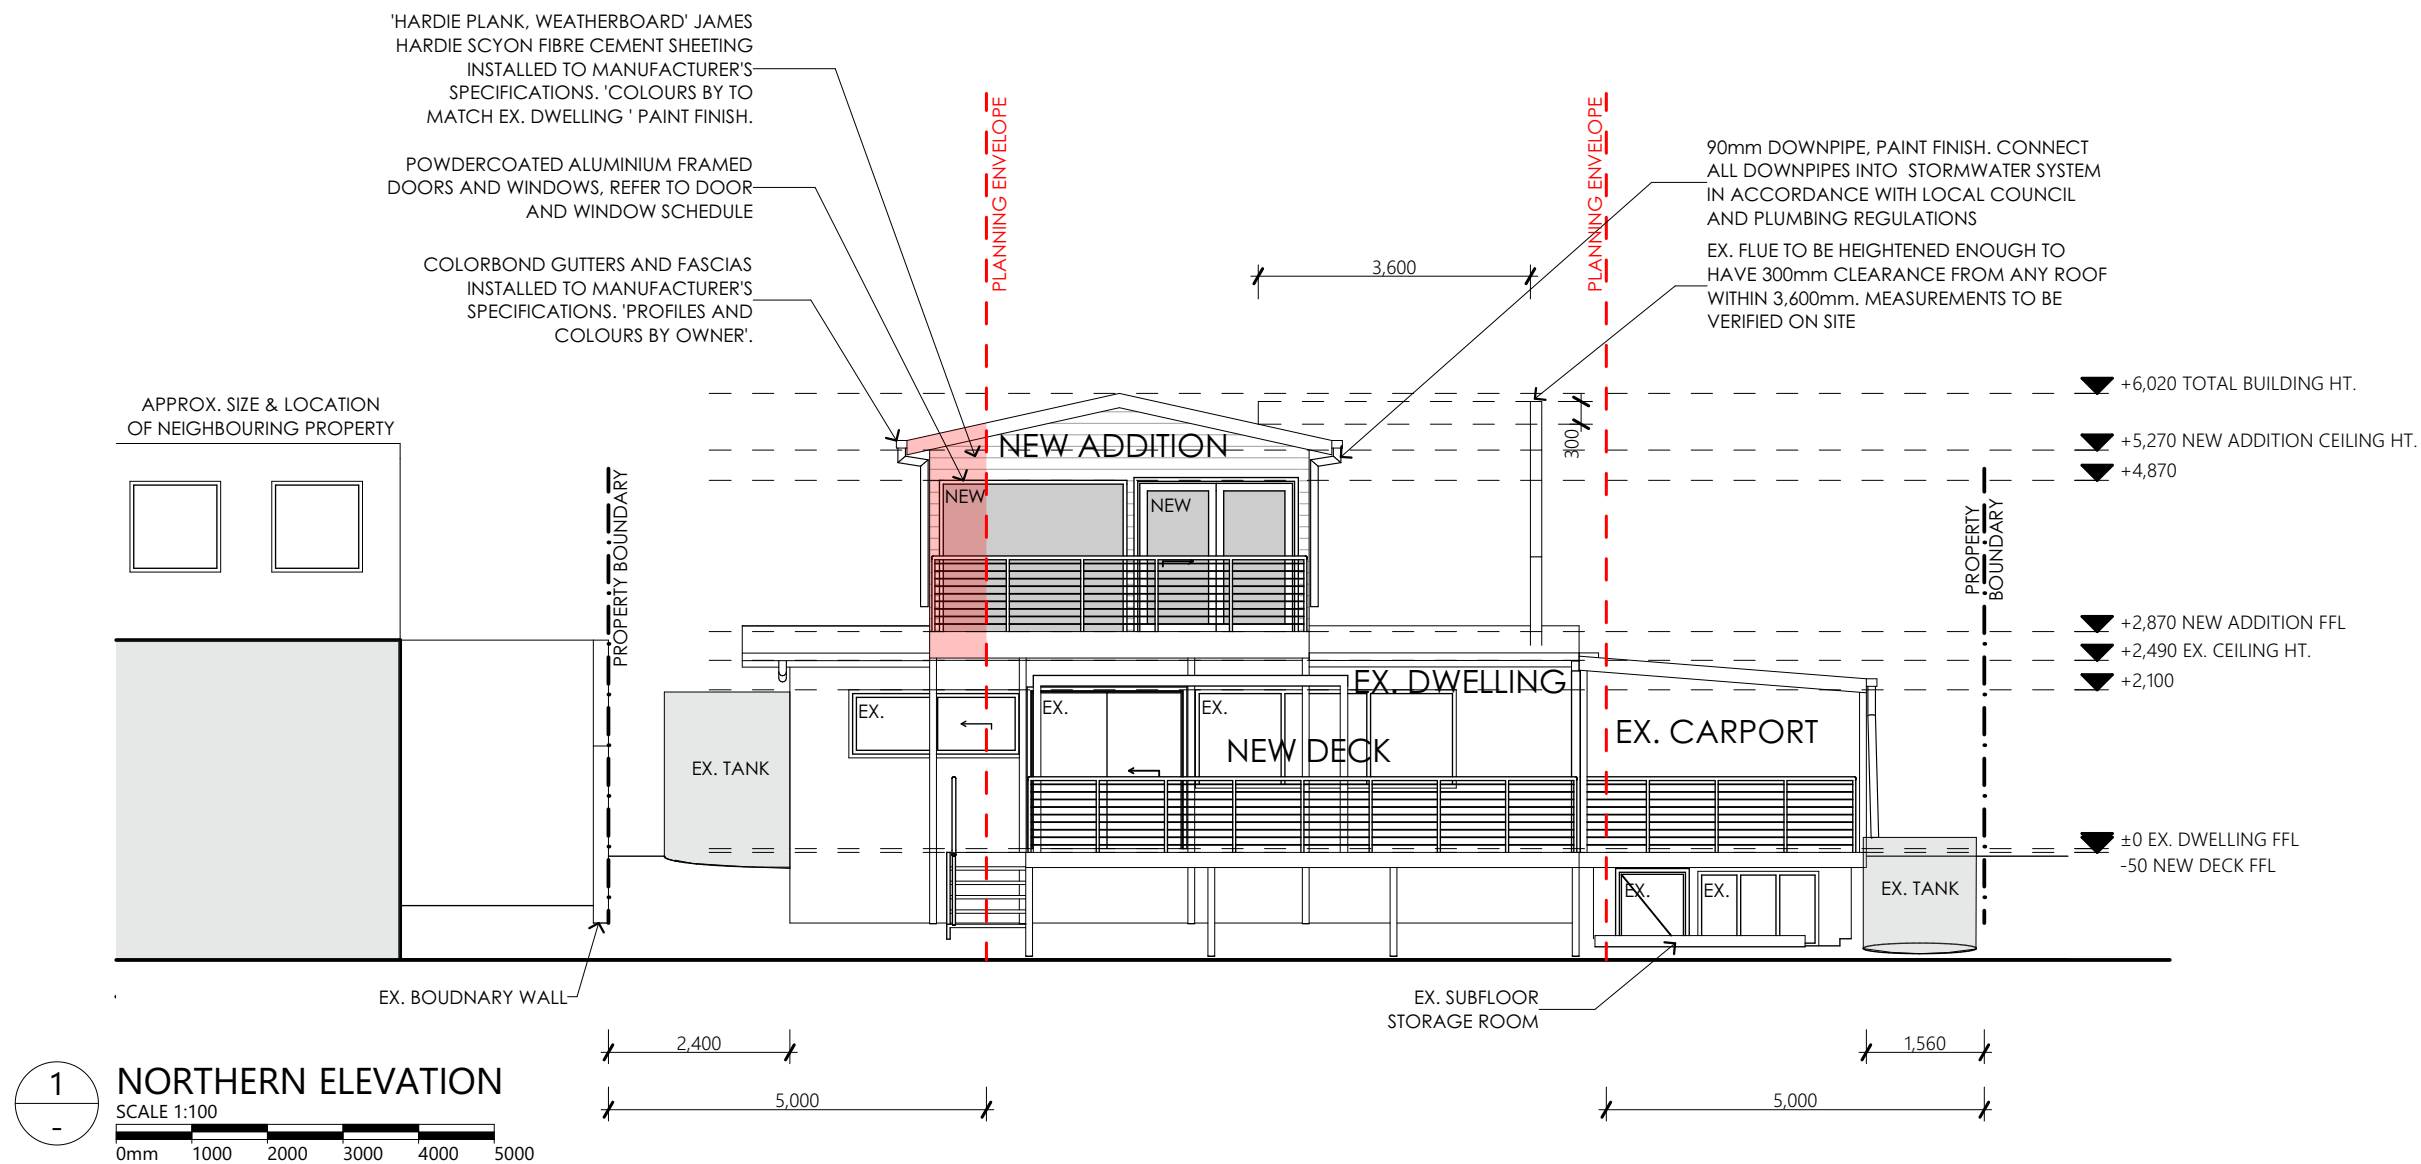 'HARDIE PLANK, WEATHERBOARD' JAMES
HARDIE SCYON FIBRE CEMENT SHEETING
INSTALLED TO MANUFACTURER'S
SPECIFICATIONS. 'COLOURS BY TO
MATCH EX. DWELLING ' PAINT FINISH.
POWDERCOATED ALUMINIUM FRAMED
DOORS AND WINDOWS, REFER TO DOOR
AND WINDOW SCHEDULE
COLORBOND GUTTERS AND FASCIAS
INSTALLED TO MANUFACTURER'S
SPECIFICATIONS. 'PROFILES AND
COLOURS BY OWNER'.
PLANNING ENVELOPE
PLANNING ENVELOPE
90mm DOWNPIPE, PAINT FINISH. CONNECT
ALL DOWNPIPES INTO STORMWATER SYSTEM
IN ACCORDANCE WITH LOCAL COUNCIL
AND PLUMBING REGULATIONS
EX. FLUE TO BE HEIGHTENED ENOUGH TO
HAVE 300mm CLEARANCE FROM ANY ROOF
WITHIN 3,600mm. MEASUREMENTS TO BE
VERIFIED ON SITE
3,600
APPROX. SIZE & LOCATION
OF NEIGHBOURING PROPERTY
300
+6,020 TOTAL BUILDING HT.
+5,270 NEW ADDITION CEILING HT.
+4,870
+2,870 NEW ADDITION FFL
+2,490 EX. CEILING HT.
+2,100
±0 EX. DWELLING FFL
-50 NEW DECK FFL
NEW ADDITION
NEW
NEW
PROPERTY BOUNDARY
PROPERTY
BOUNDARY
EX. DWELLING
EX.
EX.
EX.
NEW DECK
EX. CARPORT
EX. TANK
EX.
EX.
EX. TANK
EX. BOUDNARY WALL
EX. SUBFLOOR
STORAGE ROOM
2,400
1,560
5,000
5,000
1
-
NORTHERN ELEVATION
SCALE 1:100
0mm 1000 2000 3000 4000 5000